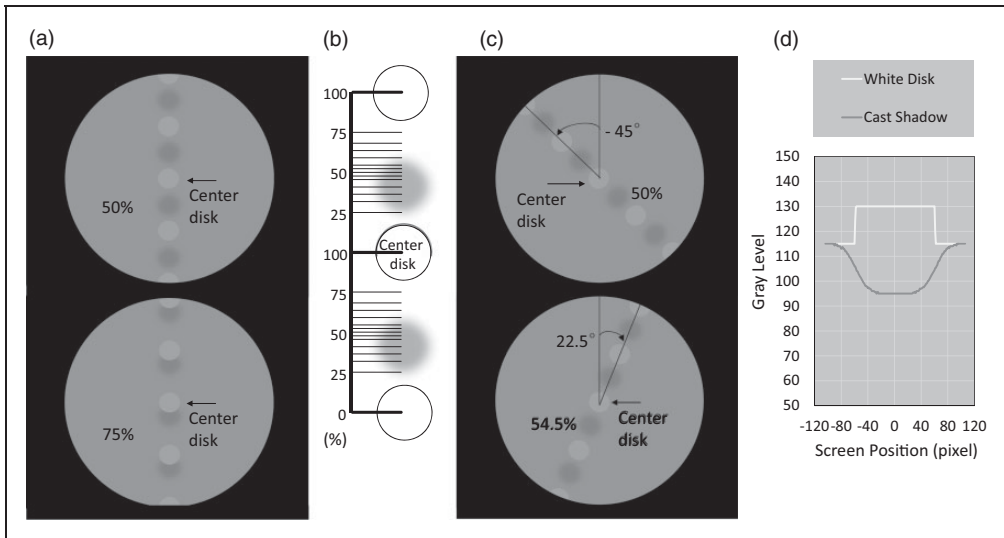 (a)
50%
Center
disk
75%
Center
disk
(b)
100
75
50
25
100
Center
disk
75
50
25
0
(%)
(c)
- 45°
Center
disk
50%
22.5°
54.5%
Center
disk
(d)
White Disk
Cast Shadow
150
140
130
120
110
100
90
80
70
60
50
Gray Level
-120 -80 -40 0 40 80 120
Screen Position (pixel)